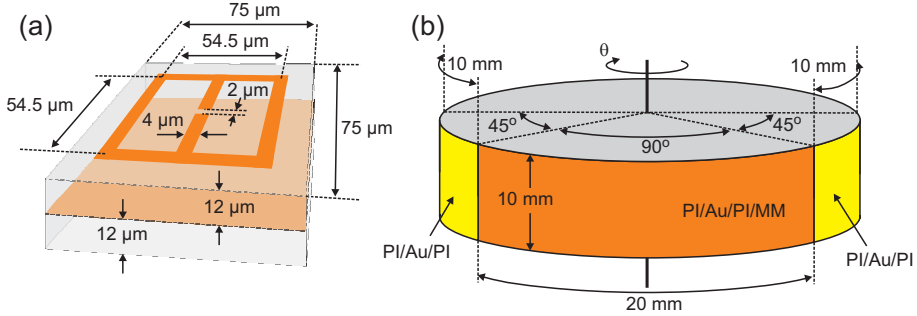 (a)
75 µm
54.5 µm
2 µm
54.5 µm
4 µm
75 µm
12 µm
12 µm
(b)
θ
10 mm
10 mm
45°
45°
90°
10 mm
PI/Au/PI/MM
PI/Au/PI
PI/Au/PI
20 mm